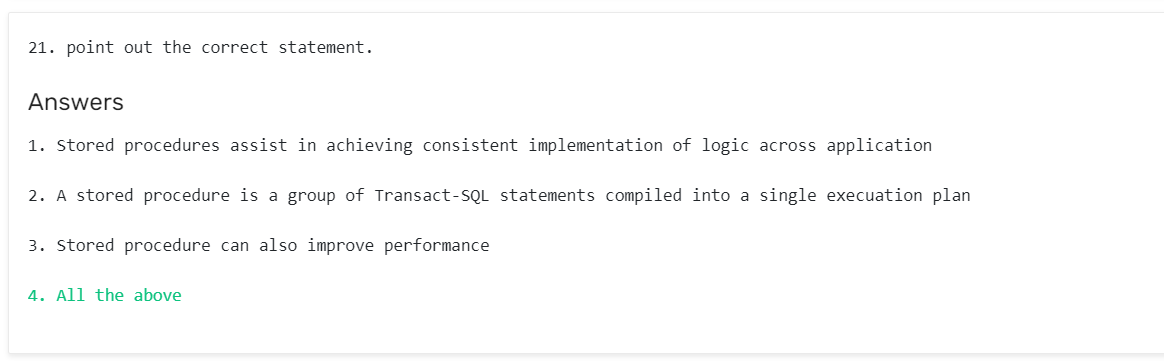 21. point out the correct statement.
Answers
1. Stored procedures assist in achieving consistent implementation of logic across application
2. A stored procedure is a group of Transact-SQL statements compiled into a single execuation plan
3. Stored procedure can also improve performance
4. All the above